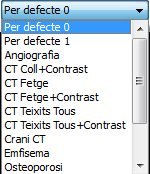 Per defecte 0
Per defecte 0
Per defecte 1
Angiografia
CT Coll+Contrast
CT Fetge
CT Fetge+Contrast
CT Teixits Tous
CT Teixits Tous+Contrast
Crani CT
Emfisema
Osteoporosi